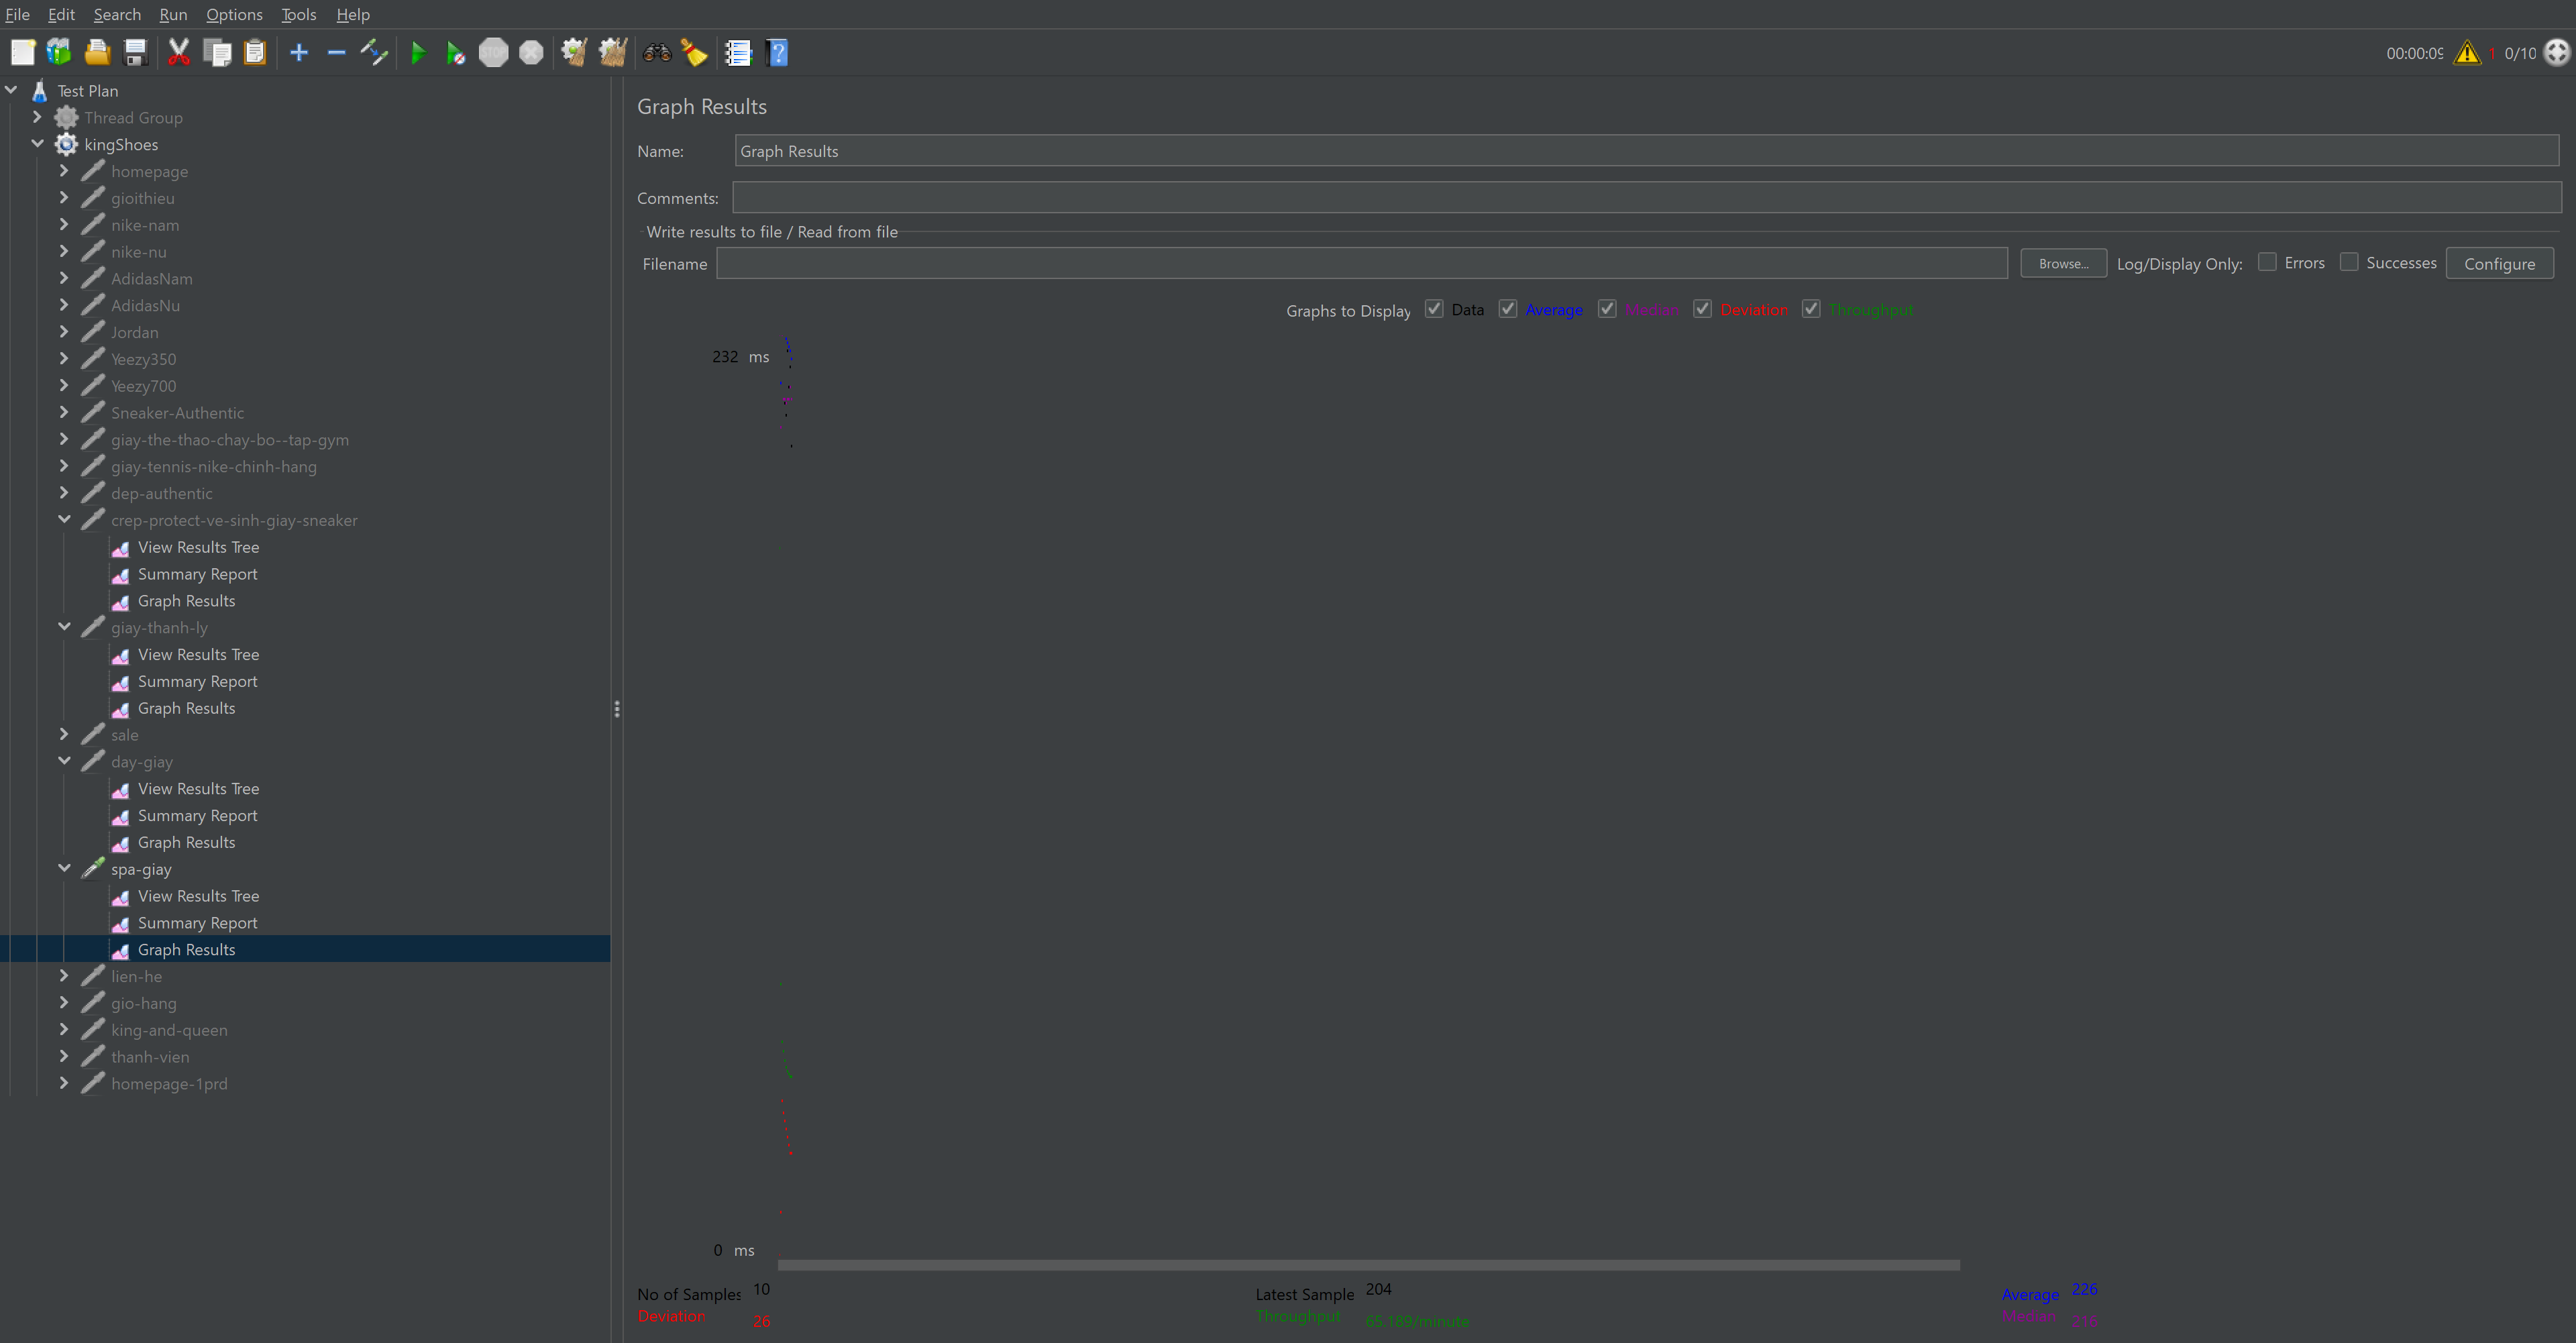 File Edit Search Run Options Tools Help
00:00:09 1 0/10
Test Plan
Thread Group
kingShoes
homepage
gioithieu
nike-nam
nike-nu
AdidasNam
AdidasNu
Jordan
Yeezy350
Yeezy700
Sneaker-Authentic
giay-the-thao-chay-bo--tap-gym
giay-tennis-nike-chinh-hang
dep-authentic
crep-protect-ve-sinh-giay-sneaker
View Results Tree
Summary Report
Graph Results
giay-thanh-ly
View Results Tree
Summary Report
Graph Results
sale
day-giay
View Results Tree
Summary Report
Graph Results
spa-giay
View Results Tree
Summary Report
Graph Results
lien-he
gio-hang
king-and-queen
thanh-vien
homepage-1prd
Graph Results
Name: Graph Results
Comments:
Write results to file / Read from file
Filename Browse... Log/Display Only: Errors Successes Configure
Graphs to Display Data Average Median Deviation Throughput
232 ms
0 ms
No of Samples 10 Latest Sample 204 Average 226
Deviation 26 Throughput 65.189/minute Median 216